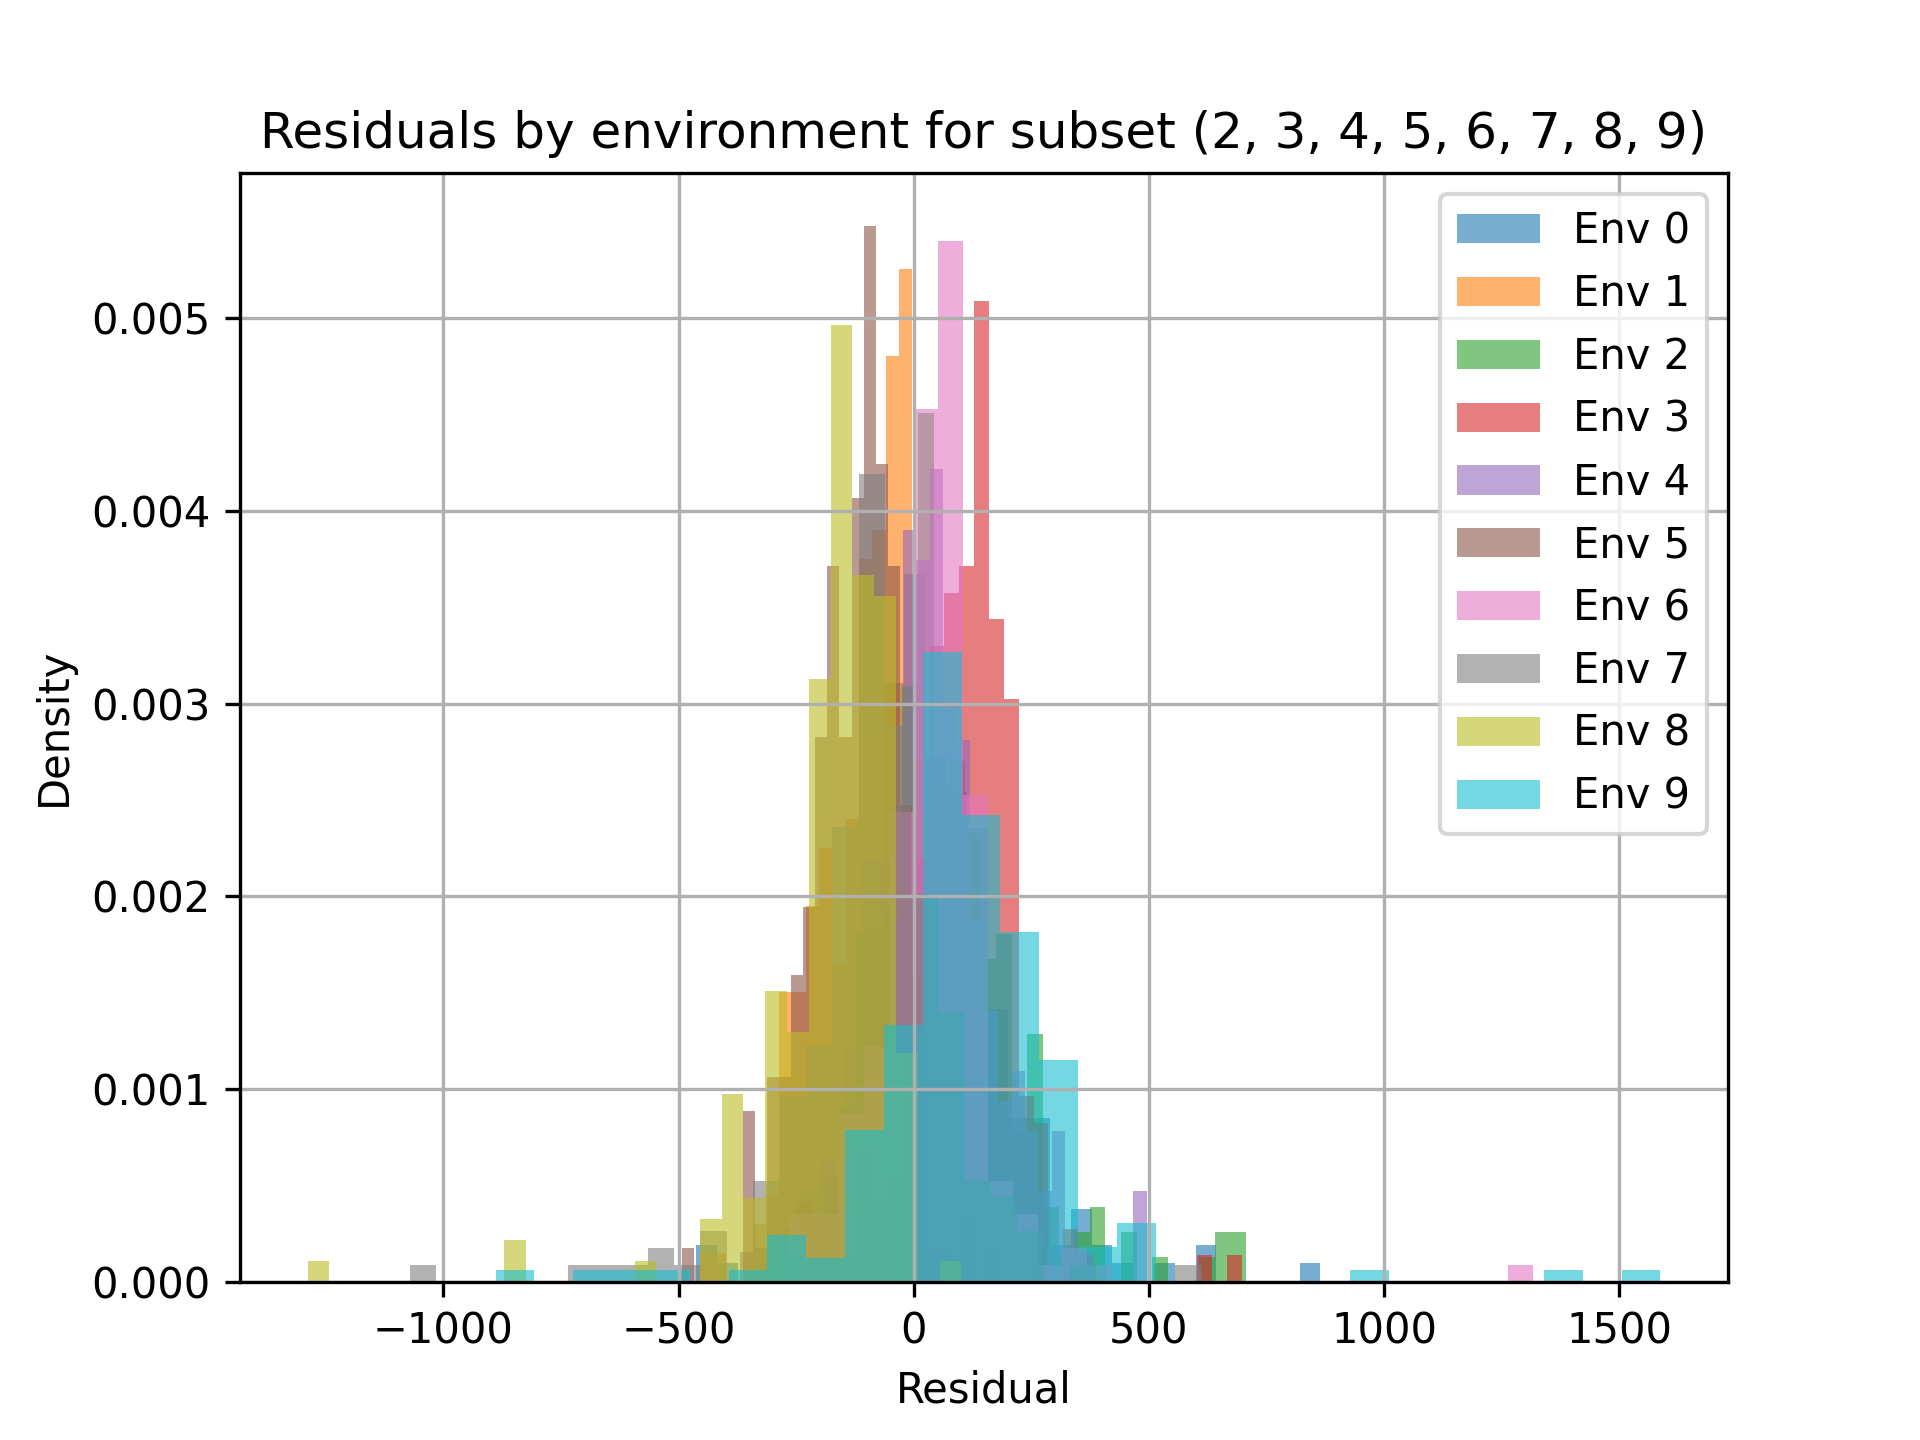 Residuals by environment for subset (2, 3, 4, 5, 6, 7, 8, 9)
Env 0
Env 1
Env 2
Env 3
Env 4
Env 5
Env 6
Env 7
Env 8
Env 9
Density
0.005
0.004
0.003
0.002
0.001
0.000
−1000 −500 0 500 1000 1500
Residual